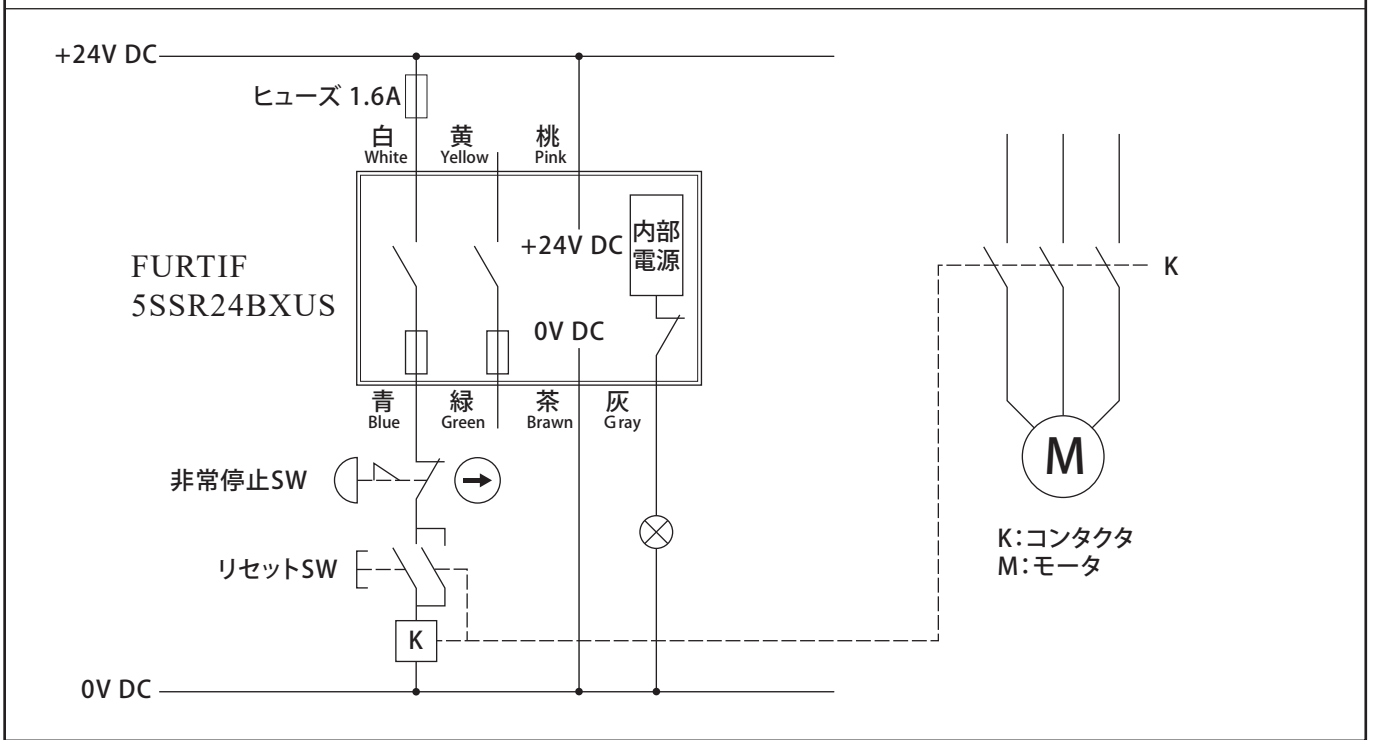 +24V DC
ヒューズ 1.6A
白
White
黄
Yellow
桃
Pink
+24V DC
内部
電源
FURTIF
5SSR24BXUS
0V DC
青
Blue
緑
Green
茶
Brawn
灰
Gray
K
非常停止SW
M
リセットSW
K:コンタクタ
M:モータ
K
0V DC